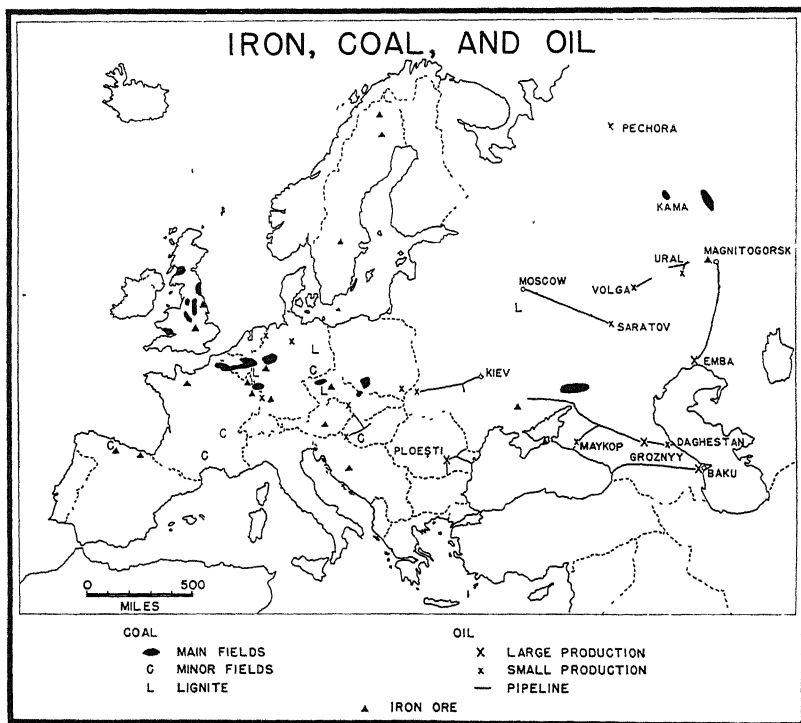 IRON, COAL, AND OIL
PECHORA
KAMA
URAL
MAGNITOGORSK
MOSCOW
VOLGA
L
SARATOV
L
C
KIEV
EMBA
L
L
C
C
C
C
PLOEŞTI
MAYKOP
DAGHESTAN
GROZNYY
BAKU
0 500
MILES
COAL
MAIN FIELDS
C MINOR FIELDS
L LIGNITE
OIL
X LARGE PRODUCTION
x SMALL PRODUCTION
PIPELINE
IRON ORE